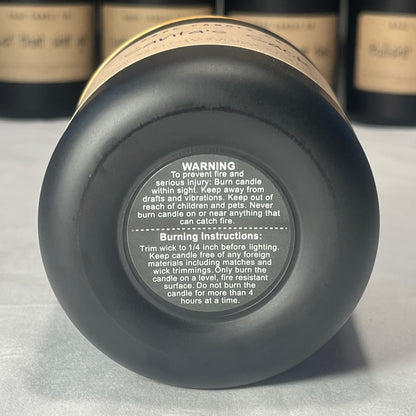 WARNING
To prevent fire and
serious injury: Burn candle
within sight. Keep away from
drafts and vibrations. Keep out of
reach of children and pets. Never
burn candle on or near anything that
can catch fire.
Burning Instructions:
Trim wick to 1/4 inch before lighting.
Keep candle free of any foreign
materials including matches and
wick trimmings. Only burn the
candle on a level, fire resistant
surface. Do not burn the
candle for more than 4
hours at a time.